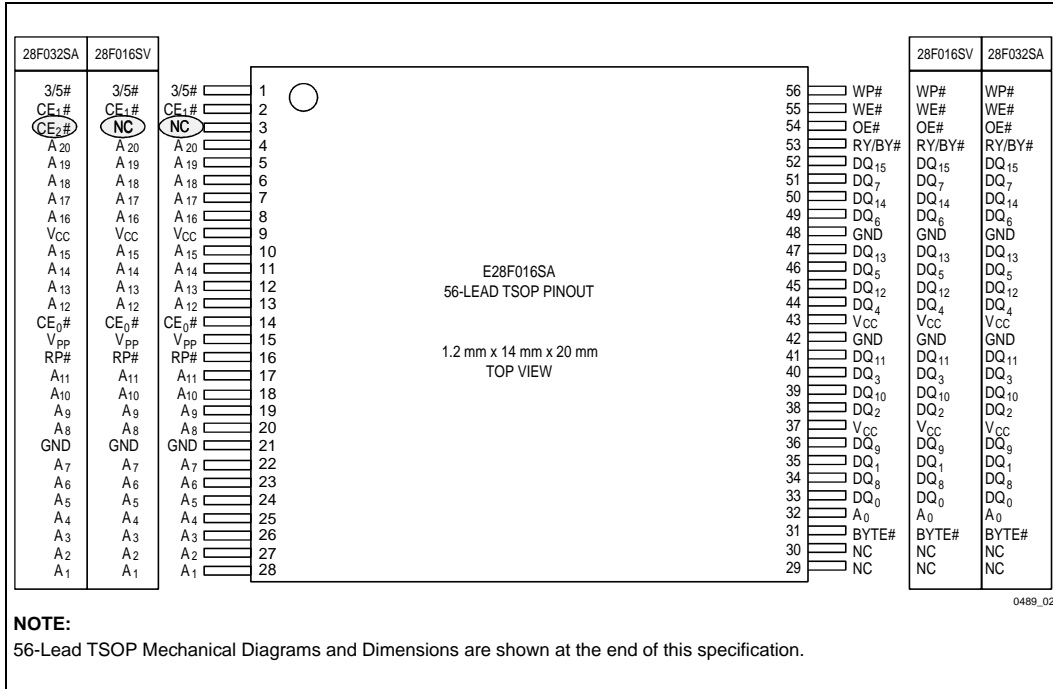 28F032SA 28F016SV 28F016SV 28F032SA
3/5# 3/5# 3/5# 1 56 WP# WP# WP#
CE1# CE1# CE1# 2 55 WE# WE# WE#
CE2# NC NC 3 54 OE# OE# OE#
A20 A20 A20 4 53 RY/BY# RY/BY# RY/BY#
A19 A19 A19 5 52 DQ15 DQ15 DQ15
A18 A18 A18 6 51 DQ7 DQ7 DQ7
A17 A17 A17 7 50 DQ14 DQ14 DQ14
A16 A16 A16 8 49 DQ6 DQ6 DQ6
VCC VCC VCC 9 48 GND GND GND
A15 A15 A15 10 47 DQ13 DQ13 DQ13
A14 A14 A14 11 46 DQ5 DQ5 DQ5
A13 A13 A13 12 45 DQ12 DQ12 DQ12
A12 A12 A12 13 44 DQ4 DQ4 DQ4
CE0# CE0# CE0# 14 43 VCC VCC VCC
VPP VPP VPP 15 42 GND GND GND
RP# RP# RP# 16 41 DQ11 DQ11 DQ11
A11 A11 A11 17 40 DQ3 DQ3 DQ3
A10 A10 A10 18 39 DQ10 DQ10 DQ10
A9 A9 A9 19 38 DQ2 DQ2 DQ2
A8 A8 A8 20 37 VCC VCC VCC
GND GND GND 21 36 DQ9 DQ9 DQ9
A7 A7 A7 22 35 DQ1 DQ1 DQ1
A6 A6 A6 23 34 DQ8 DQ8 DQ8
A5 A5 A5 24 33 DQ0 DQ0 DQ0
A4 A4 A4 25 32 A0 A0 A0
A3 A3 A3 26 31 BYTE# BYTE# BYTE#
A2 A2 A2 27 30 NC NC NC
A1 A1 A1 28 29 NC NC NC
E28F016SA
56-LEAD TSOP PINOUT
1.2 mm x 14 mm x 20 mm
TOP VIEW
0489_02
NOTE:
56-Lead TSOP Mechanical Diagrams and Dimensions are shown at the end of this specification.